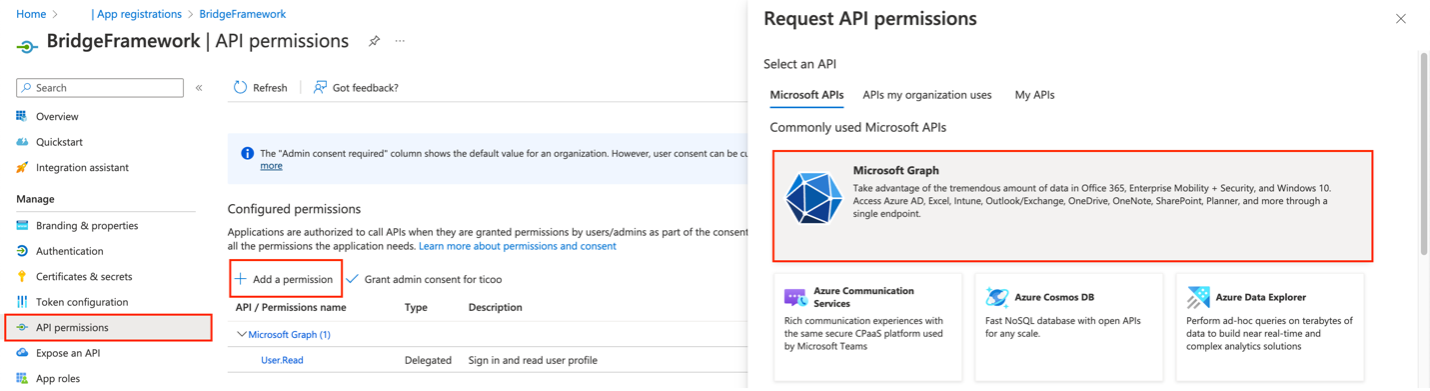 Home > | App registrations > BridgeFramework
BridgeFramework | API permissions ...
Search «
Overview
Quickstart
Integration assistant
Manage
Branding & properties
Authentication
Certificates & secrets
Token configuration
API permissions
Expose an API
App roles
Refresh | Got feedback?
The "Admin consent required" column shows the default value for an organization. However, user consent can be cu
more
Configured permissions
Applications are authorized to call APIs when they are granted permissions by users/admins as part of the consent
all the permissions the application needs. Learn more about permissions and consent
+ Add a permission ✓ Grant admin consent for ticoo
API / Permissions name Type Description
Microsoft Graph (1)
User.Read Delegated Sign in and read user profile
Request API permissions
Select an API
Microsoft APIs APIs my organization uses My APIs
Commonly used Microsoft APIs
Microsoft Graph
Take advantage of the tremendous amount of data in Office 365, Enterprise Mobility + Security, and Windows 10.
Access Azure AD, Excel, Intune, Outlook/Exchange, OneDrive, OneNote, SharePoint, Planner, and more through a
single endpoint.
Azure Communication
Services
Rich communication experiences with
the same secure CPaaS platform used
by Microsoft Teams
Azure Cosmos DB
Fast NoSQL database with open APIs
for any scale.
Azure Data Explorer
Perform ad-hoc queries on terabytes of
data to build near real-time and
complex analytics solutions